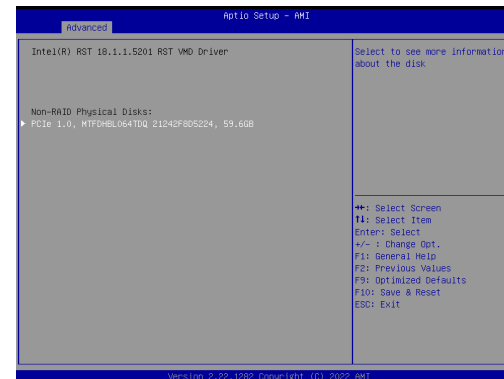 Aptio Setup - AMI
Advanced
Intel(R) RST 18.1.1.5201 RST VMD Driver
Non-RAID Physical Disks:
PCIe 1.0, MTFDHBL064TDQ 21242F8D5224, 59.6GB
Select to see more information
about the disk
→←: Select Screen
↑↓: Select Item
Enter: Select
+/- : Change Opt.
F1: General Help
F2: Previous Values
F9: Optimized Defaults
F10: Save & Reset
ESC: Exit
Version 2.22.1282 Copyright (C) 2022 AMI